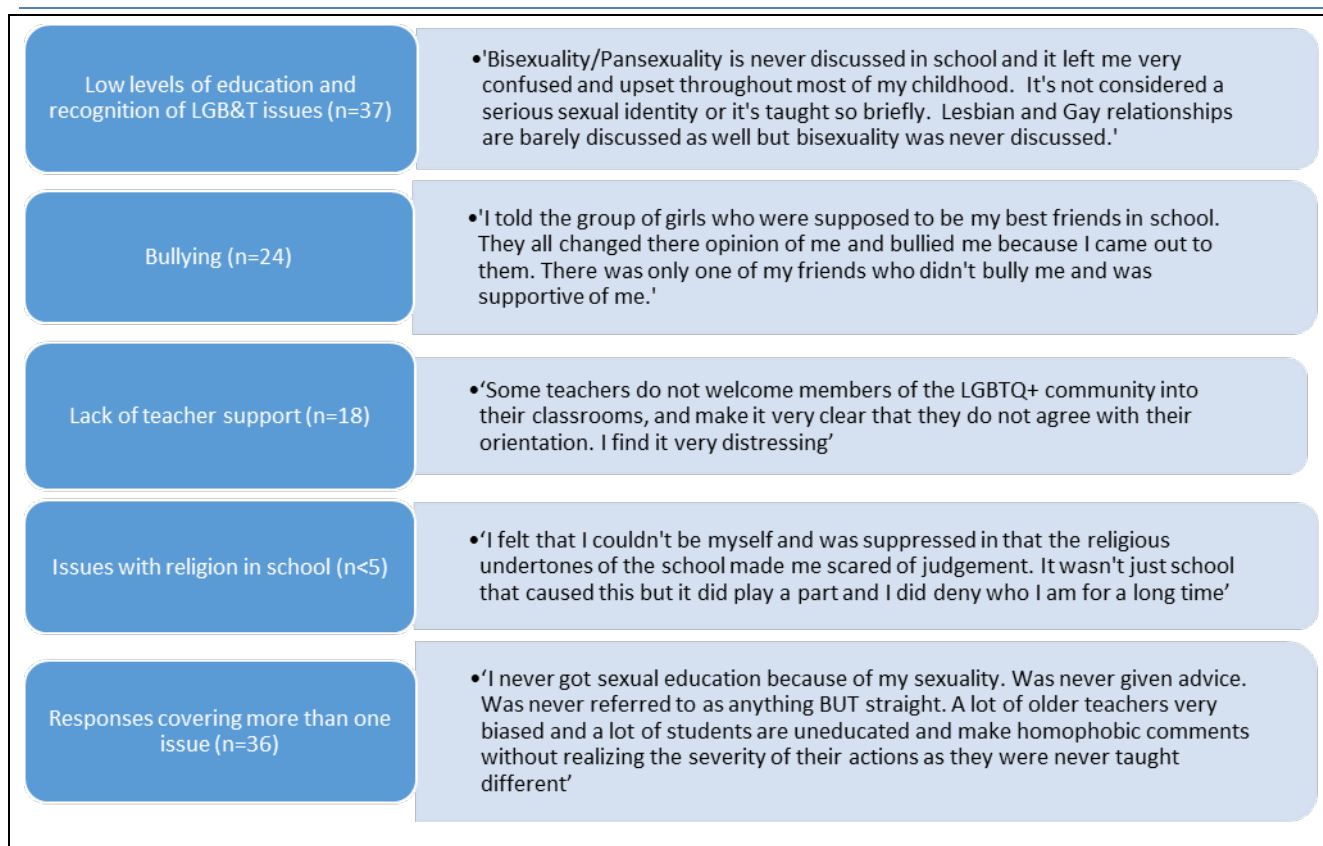 Low levels of education and
recognition of LGB&T issues (n=37)
•'Bisexuality/Pansexuality is never discussed in school and it left me very
confused and upset throughout most of my childhood.  It's not considered a
serious sexual identity or it's taught so briefly.  Lesbian and Gay relationships
are barely discussed as well but bisexuality was never discussed.'
Bullying (n=24)
•'I told the group of girls who were supposed to be my best friends in school.
They all changed there opinion of me and bullied me because I came out to
them. There was only one of my friends who didn't bully me and was
supportive of me.'
Lack of teacher support (n=18)
•‘Some teachers do not welcome members of the LGBTQ+ community into
their classrooms, and make it very clear that they do not agree with their
orientation. I find it very distressing’
Issues with religion in school (n<5)
•‘I felt that I couldn't be myself and was suppressed in that the religious
undertones of the school made me scared of judgement. It wasn't just school
that caused this but it did play a part and I did deny who I am for a long time’
Responses covering more than one
issue (n=36)
•‘I never got sexual education because of my sexuality. Was never given advice.
Was never referred to as anything BUT straight. A lot of older teachers very
biased and a lot of students are uneducated and make homophobic comments
without realizing the severity of their actions as they were never taught
different’